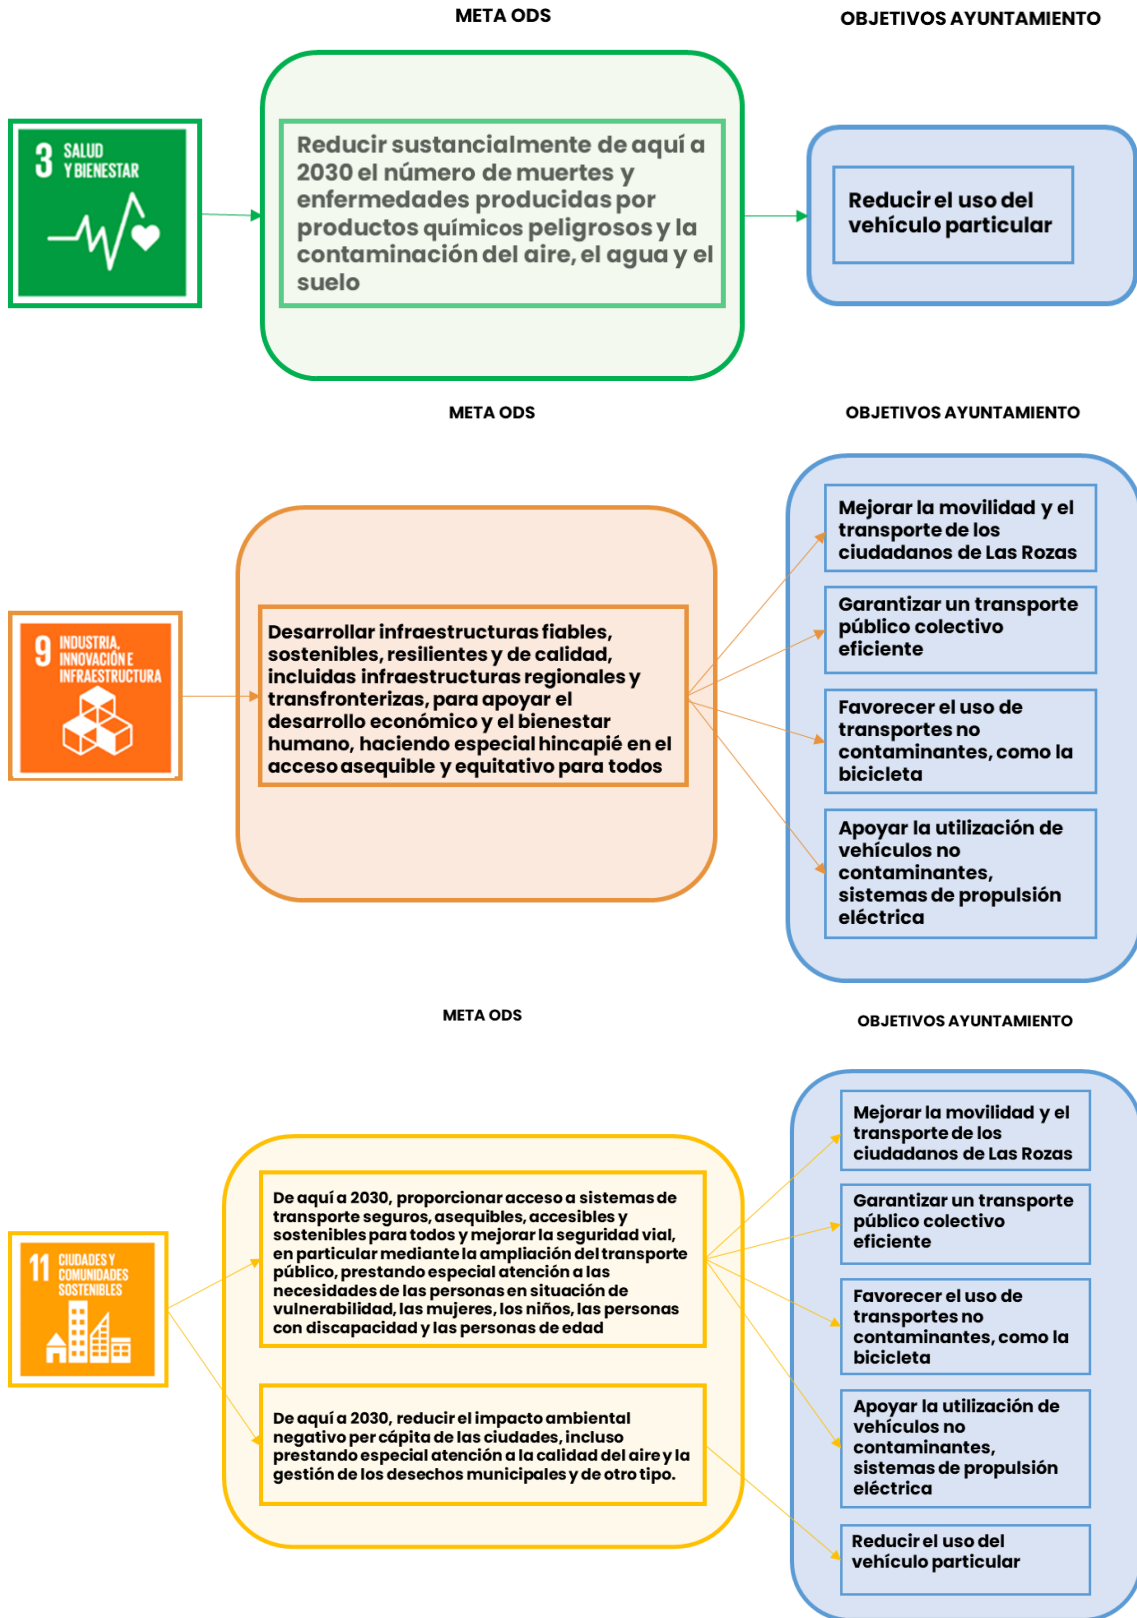 META ODS
OBJETIVOS AYUNTAMIENTO
3 SALUD
Y BIENESTAR
Reducir sustancialmente de aquí a
2030 el número de muertes y
enfermedades producidas por
productos químicos peligrosos y la
contaminación del aire, el agua y el
suelo
Reducir el uso del
vehículo particular
META ODS
OBJETIVOS AYUNTAMIENTO
9 INDUSTRIA,
INNOVACIÓN E
INFRAESTRUCTURA
Desarrollar infraestructuras fiables,
sostenibles, resilientes y de calidad,
incluidas infraestructuras regionales y
transfronterizas, para apoyar el
desarrollo económico y el bienestar
humano, haciendo especial hincapié en el
acceso asequible y equitativo para todos
Mejorar la movilidad y el
transporte de los
ciudadanos de Las Rozas
Garantizar un transporte
público colectivo
eficiente
Favorecer el uso de
transportes no
contaminantes, como la
bicicleta
Apoyar la utilización de
vehículos no
contaminantes,
sistemas de propulsión
eléctrica
META ODS
OBJETIVOS AYUNTAMIENTO
11 CIUDADES Y
COMUNIDADES
SOSTENIBLES
De aquí a 2030, proporcionar acceso a sistemas de
transporte seguros, asequibles, accesibles y
sostenibles para todos y mejorar la seguridad vial,
en particular mediante la ampliación del transporte
público, prestando especial atención a las
necesidades de las personas en situación de
vulnerabilidad, las mujeres, los niños, las personas
con discapacidad y las personas de edad
De aquí a 2030, reducir el impacto ambiental
negativo per cápita de las ciudades, incluso
prestando especial atención a la calidad del aire y la
gestión de los desechos municipales y de otro tipo.
Mejorar la movilidad y el
transporte de los
ciudadanos de Las Rozas
Garantizar un transporte
público colectivo
eficiente
Favorecer el uso de
transportes no
contaminantes, como la
bicicleta
Apoyar la utilización de
vehículos no
contaminantes,
sistemas de propulsión
eléctrica
Reducir el uso del
vehículo particular